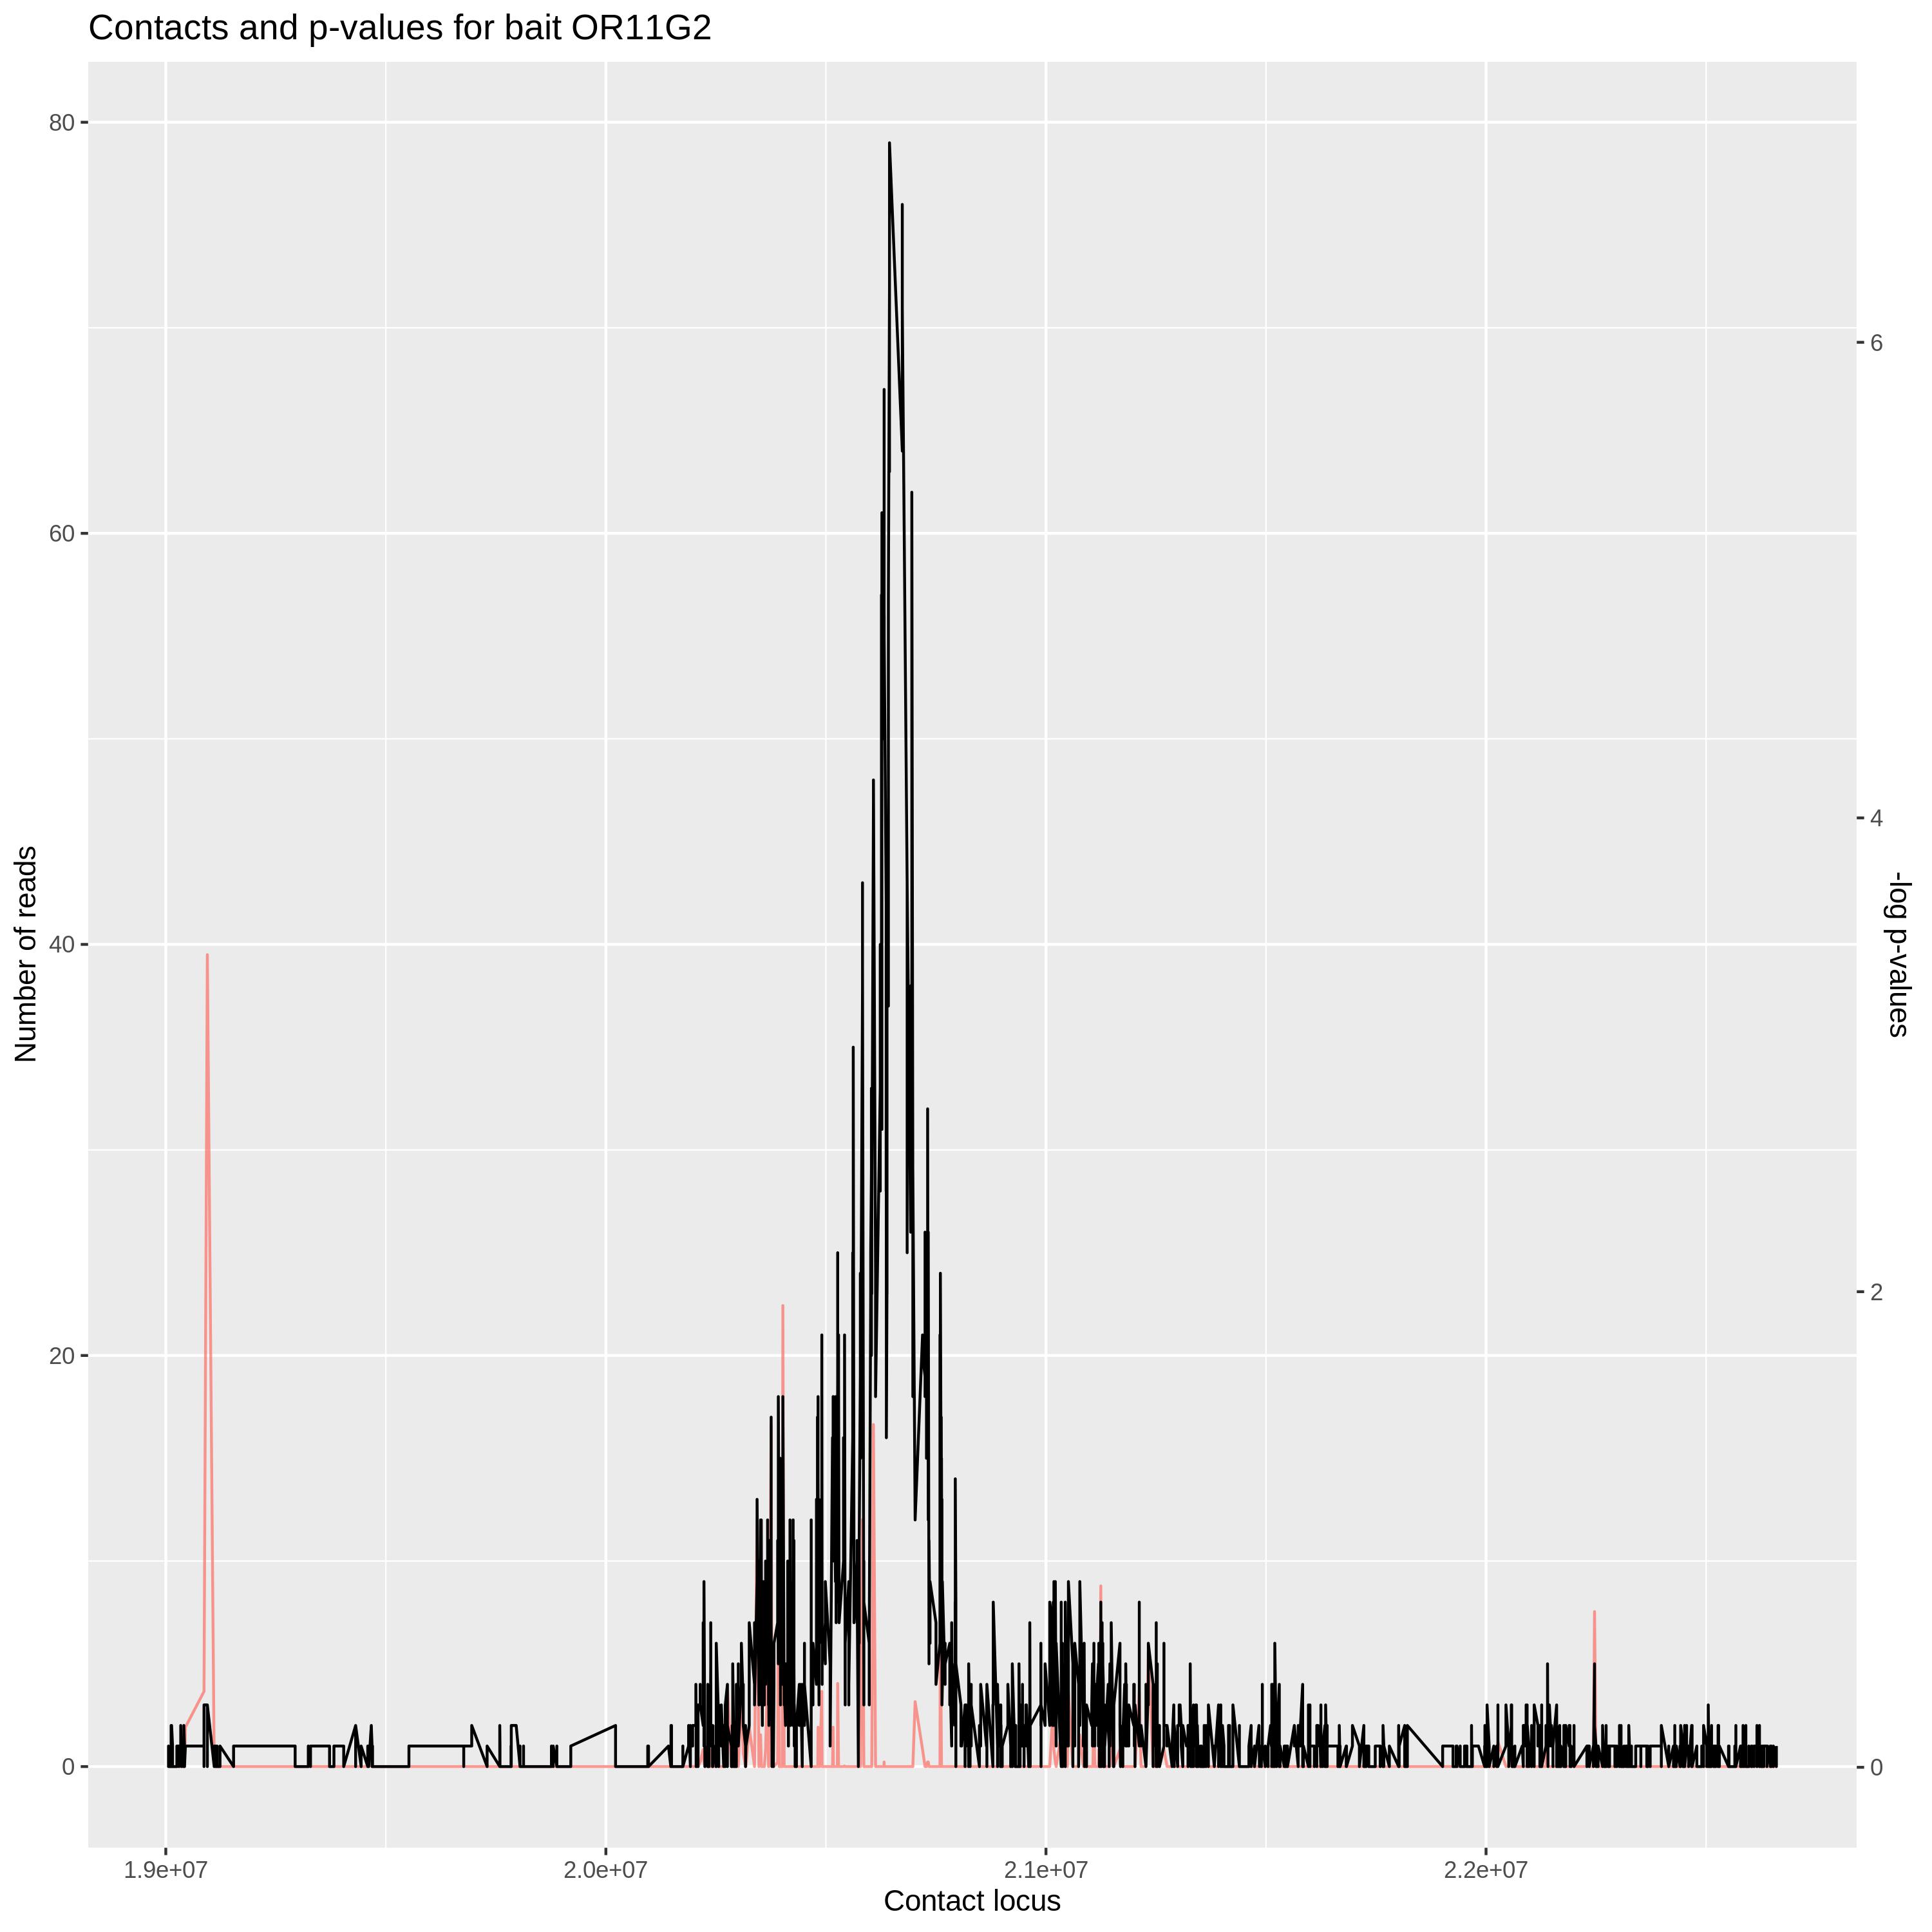 Contacts and p-values for bait OR11G2
80
60
40
20
0
6
4
2
0
Number of reads
-log p-values
1.9e+07 2.0e+07 2.1e+07 2.2e+07
Contact locus